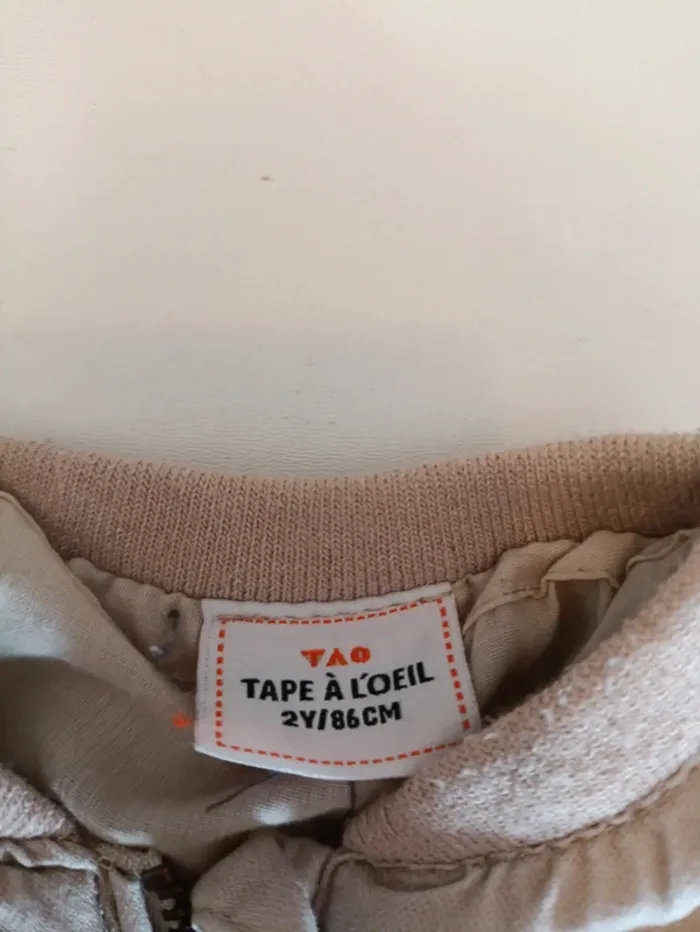 TAO
TAPE À L'OEIL
2Y/86CM